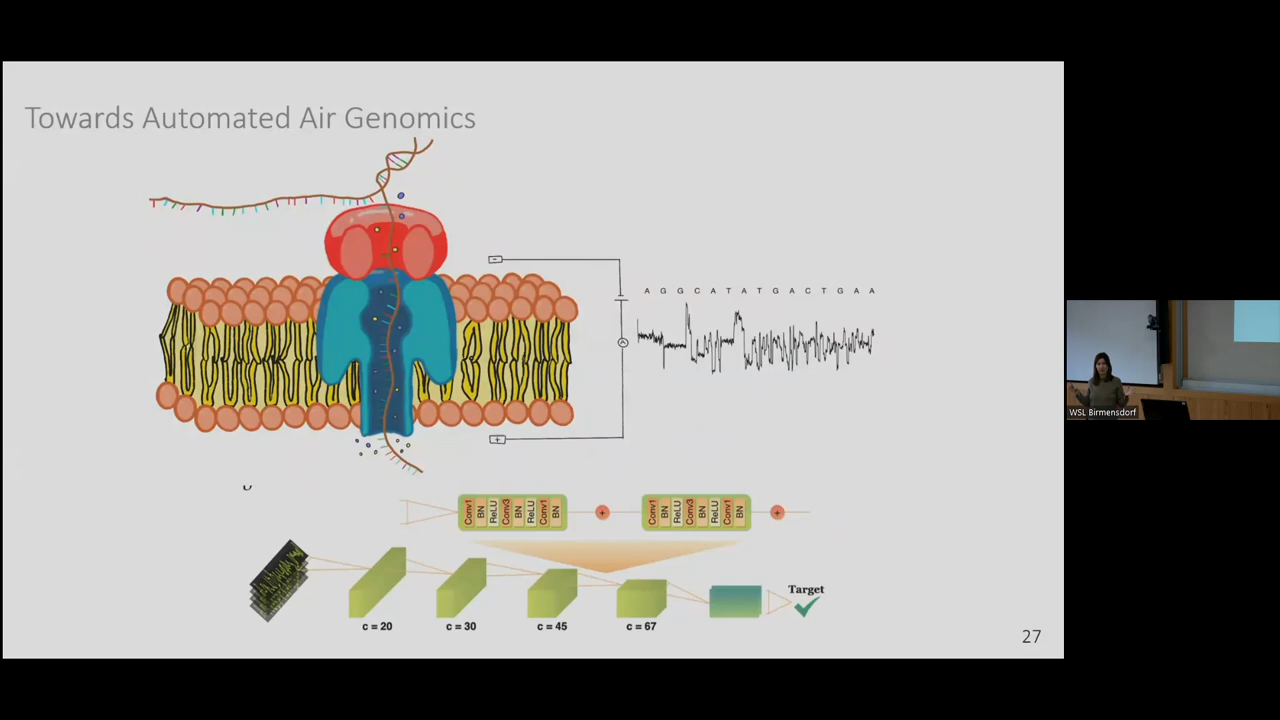 Towards Automated Air Genomics
A G G C A T A T G A C T G A A
Conv1 BN ReLU Conv3 BN ReLU Conv1 BN
+
Conv1 BN ReLU Conv3 BN ReLU Conv1 BN
+
Target
c = 20
c = 30
c = 45
c = 67
27
WSL Birmensdorf